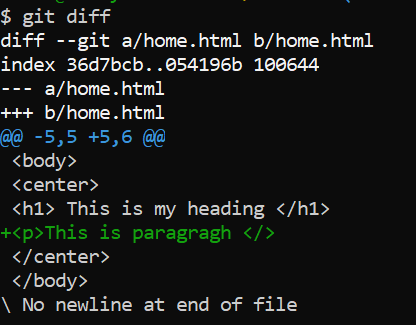 $ git diff
diff --git a/home.html b/home.html
index 36d7bcb..054196b 100644
--- a/home.html
+++ b/home.html
@@ -5,5 +5,6 @@
 <body>
 <center>
 <h1> This is my heading </h1>
+<p>This is paragragh </>
 </center>
 </body>
\ No newline at end of file